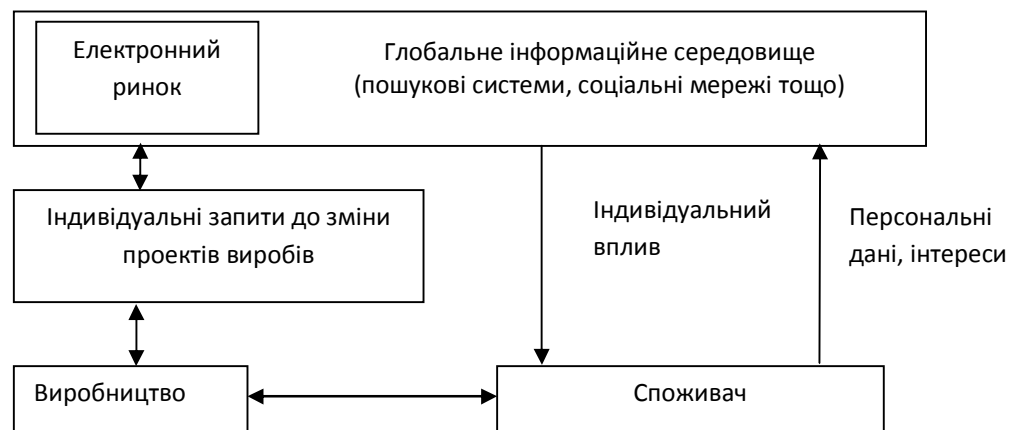 Електронний
ринок
Глобальне інформаційне середовище
(пошукові системи, соціальні мережі тощо)
Індивідуальні запити до зміни
проектів виробів
Індивідуальний
вплив
Персональні
дані, інтереси
Виробництво
Споживач